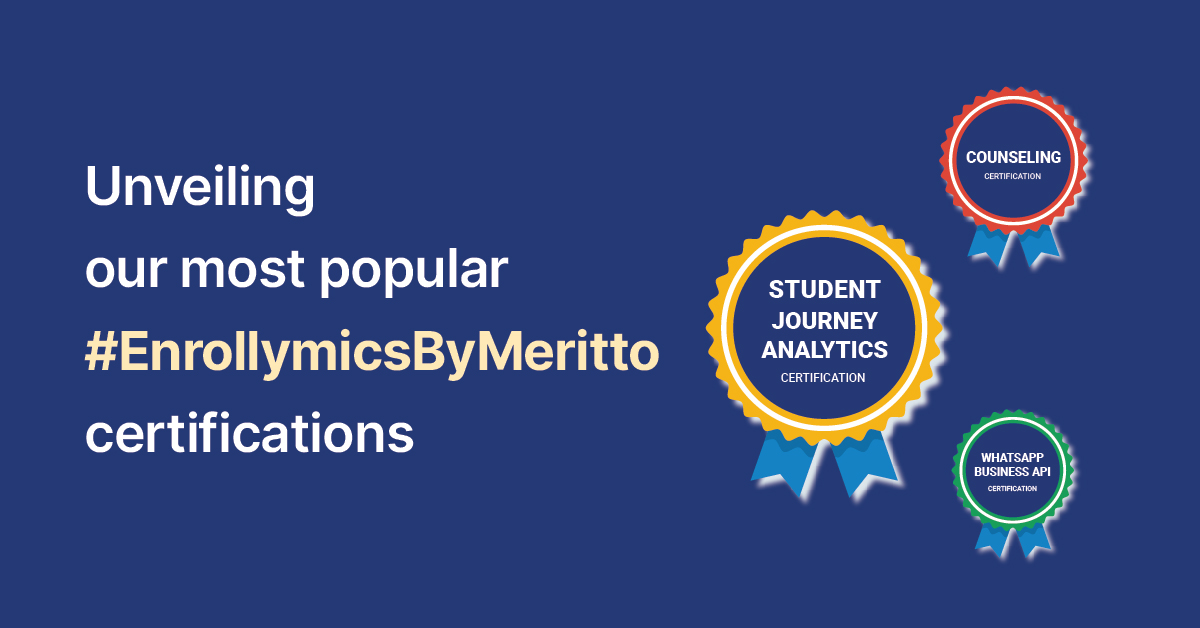 Unveiling
our most popular
#EnrollymicsByMeritto
certifications
STUDENT
JOURNEY
ANALYTICS
CERTIFICATION
COUNSELING
CERTIFICATION
WHATSAPP
BUSINESS API
CERTIFICATION